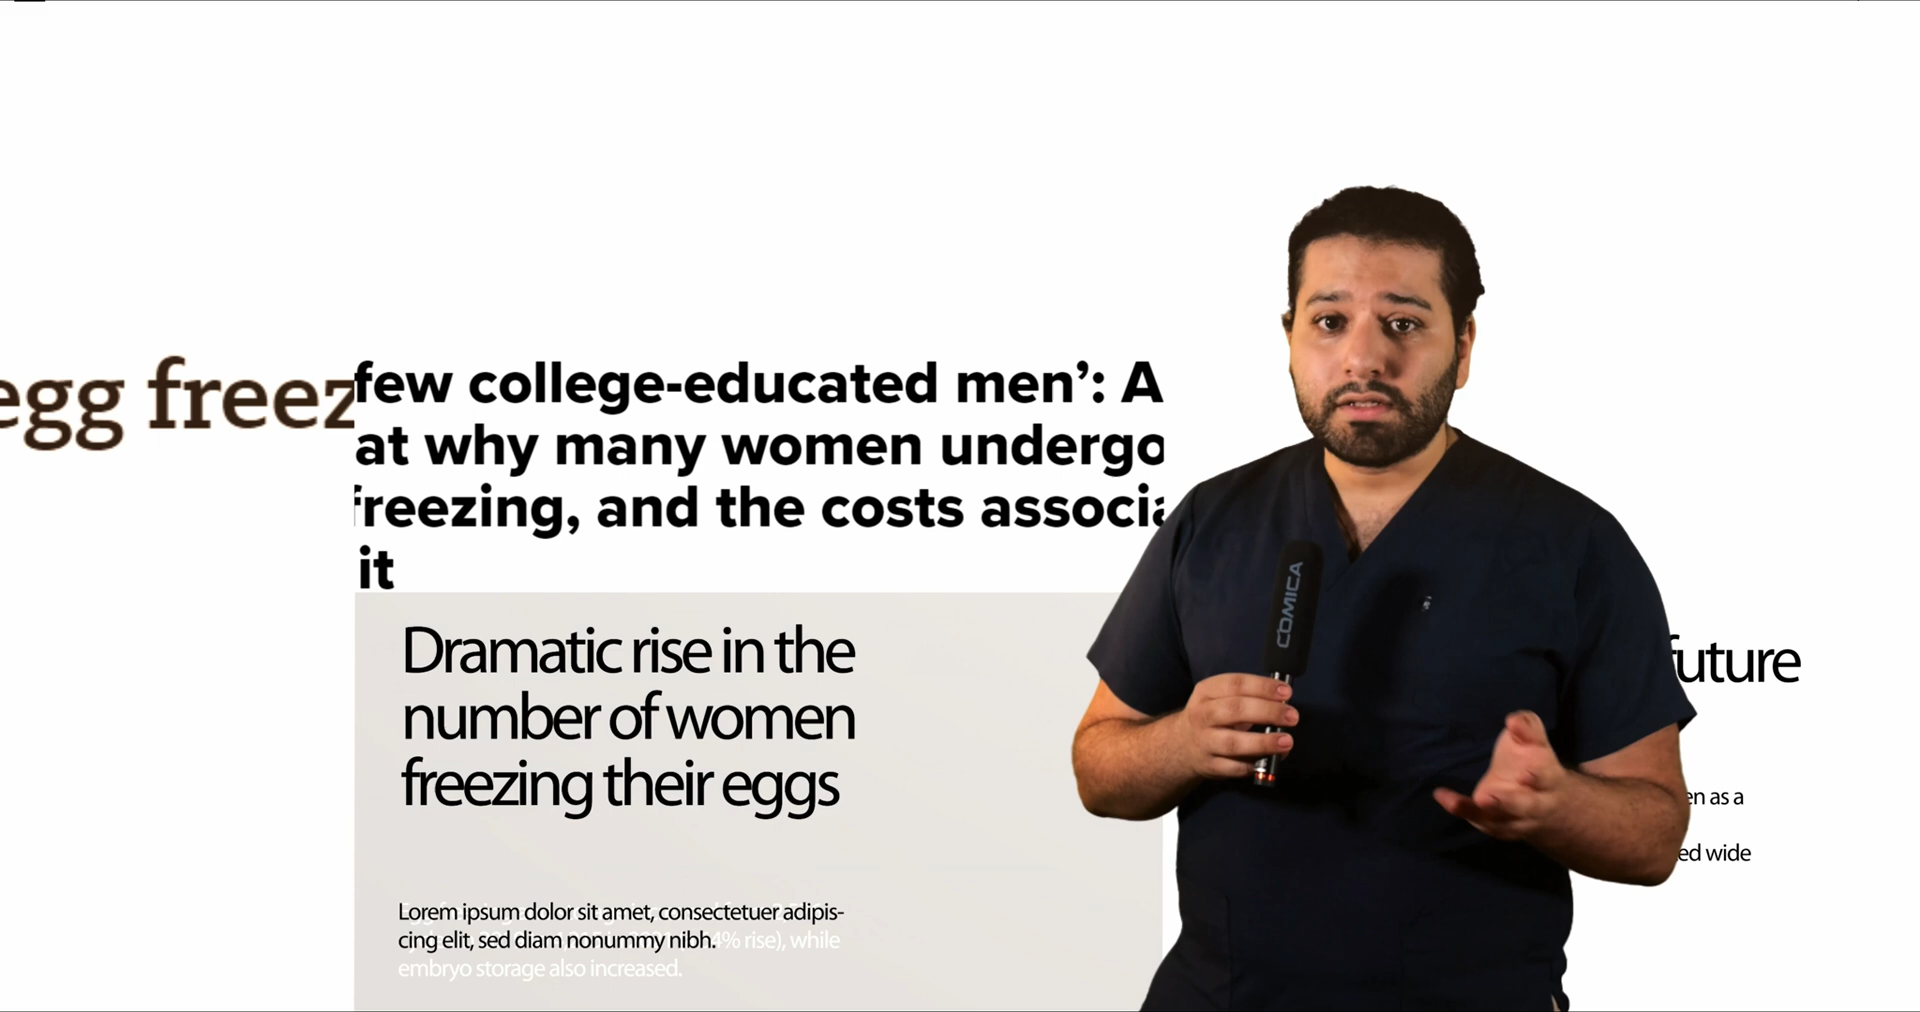 egg freez
few college-educated men’: A
at why many women undergo
freezing, and the costs associa
it
Dramatic rise in the
number of women
freezing their eggs
Lorem ipsum dolor sit amet, consectetuer adipis-
cing elit, sed diam nonummy nibh.
4% rise), while
embryo storage also increased.
COMICA
future
en as a
ed wide